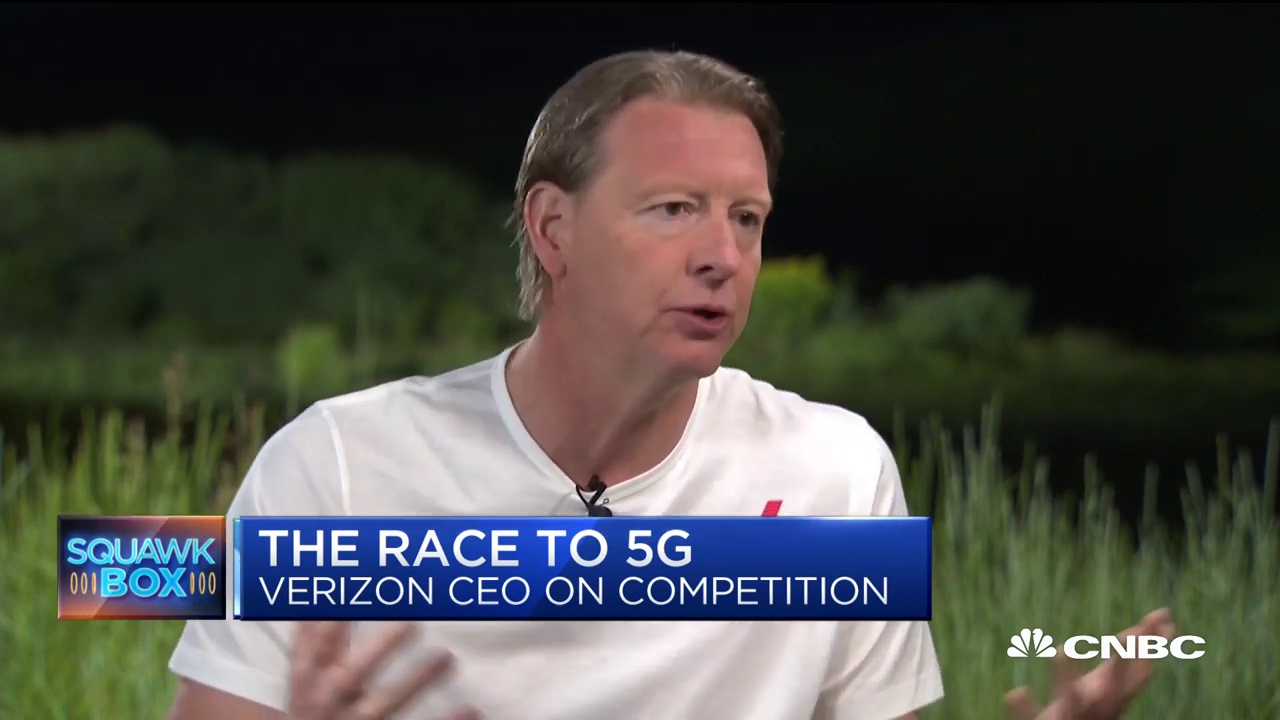 SQUAWK
BOX
THE RACE TO 5G
VERIZON CEO ON COMPETITION
CNBC